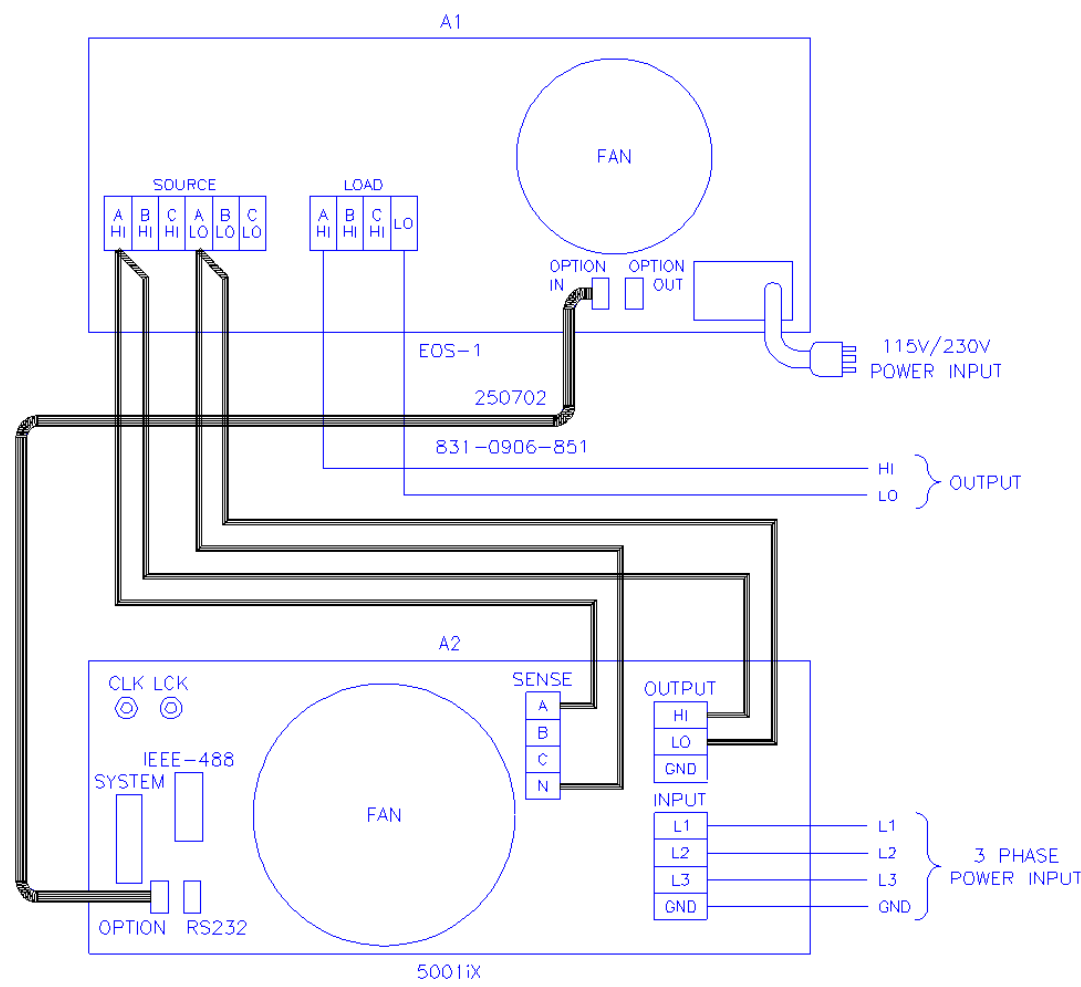 A1
FAN
SOURCE
LOAD
A HI
B HI
C HI
A LO
B LO
C LO
A HI
B HI
C HI
LO
OPTION IN
OPTION OUT
EOS-1
115V/230V
POWER INPUT
250702
831-0906-851
HI
LO
OUTPUT
A2
CLK LCK
SENSE
A
B
C
N
OUTPUT
HI
LO
GND
IEEE-488
SYSTEM
FAN
INPUT
L1
L2
L3
GND
L1
L2
L3
GND
3 PHASE
POWER INPUT
OPTION
RS232
5001iX